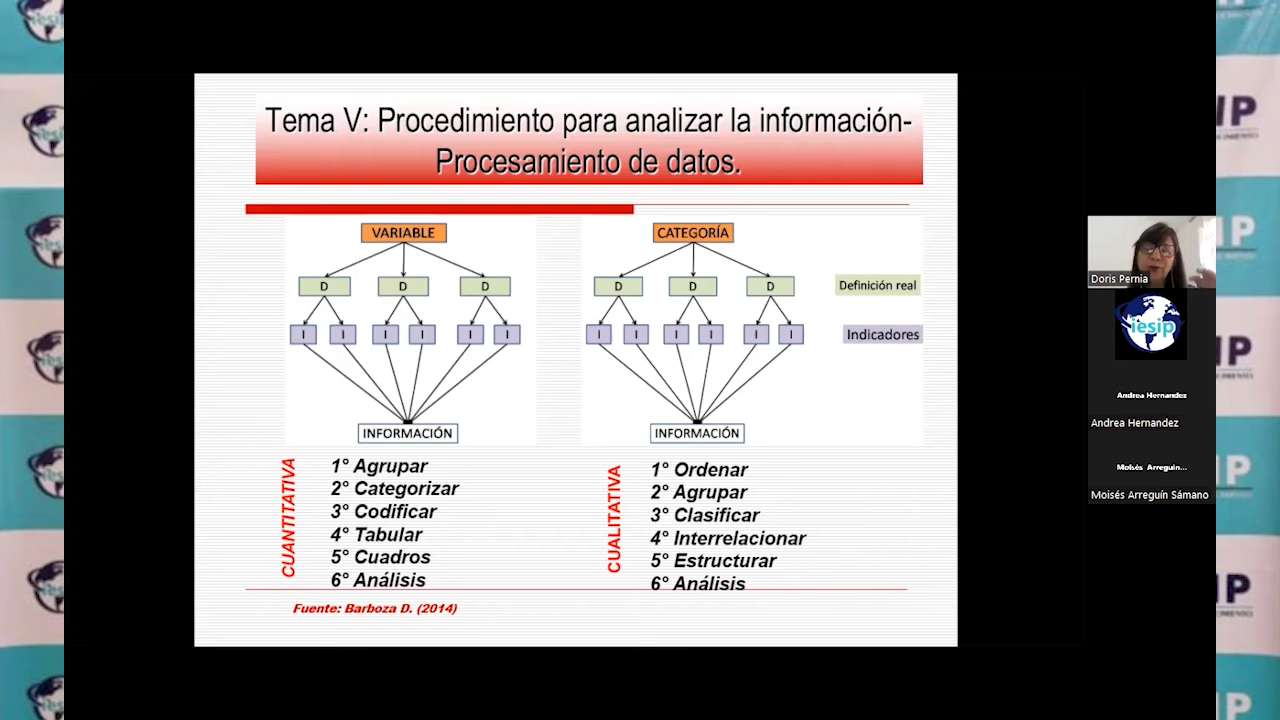 Tema V: Procedimiento para analizar la información-
Procesamiento de datos.
VARIABLE
D D D
I I I I I I
INFORMACIÓN
CATEGORÍA
D D D
I I I I I I
INFORMACIÓN
Definición real
Indicadores
CUANTITATIVA
1° Agrupar
2° Categorizar
3° Codificar
4° Tabular
5° Cuadros
6° Análisis
CUALITATIVA
1° Ordenar
2° Agrupar
3° Clasificar
4° Interrelacionar
5° Estructurar
6° Análisis
Fuente: Barboza D. (2014)
Doris Pernia
iesip
Andrea Hernandez
Andrea Hernandez
Moisés Arreguín...
Moisés Arreguín Sámano